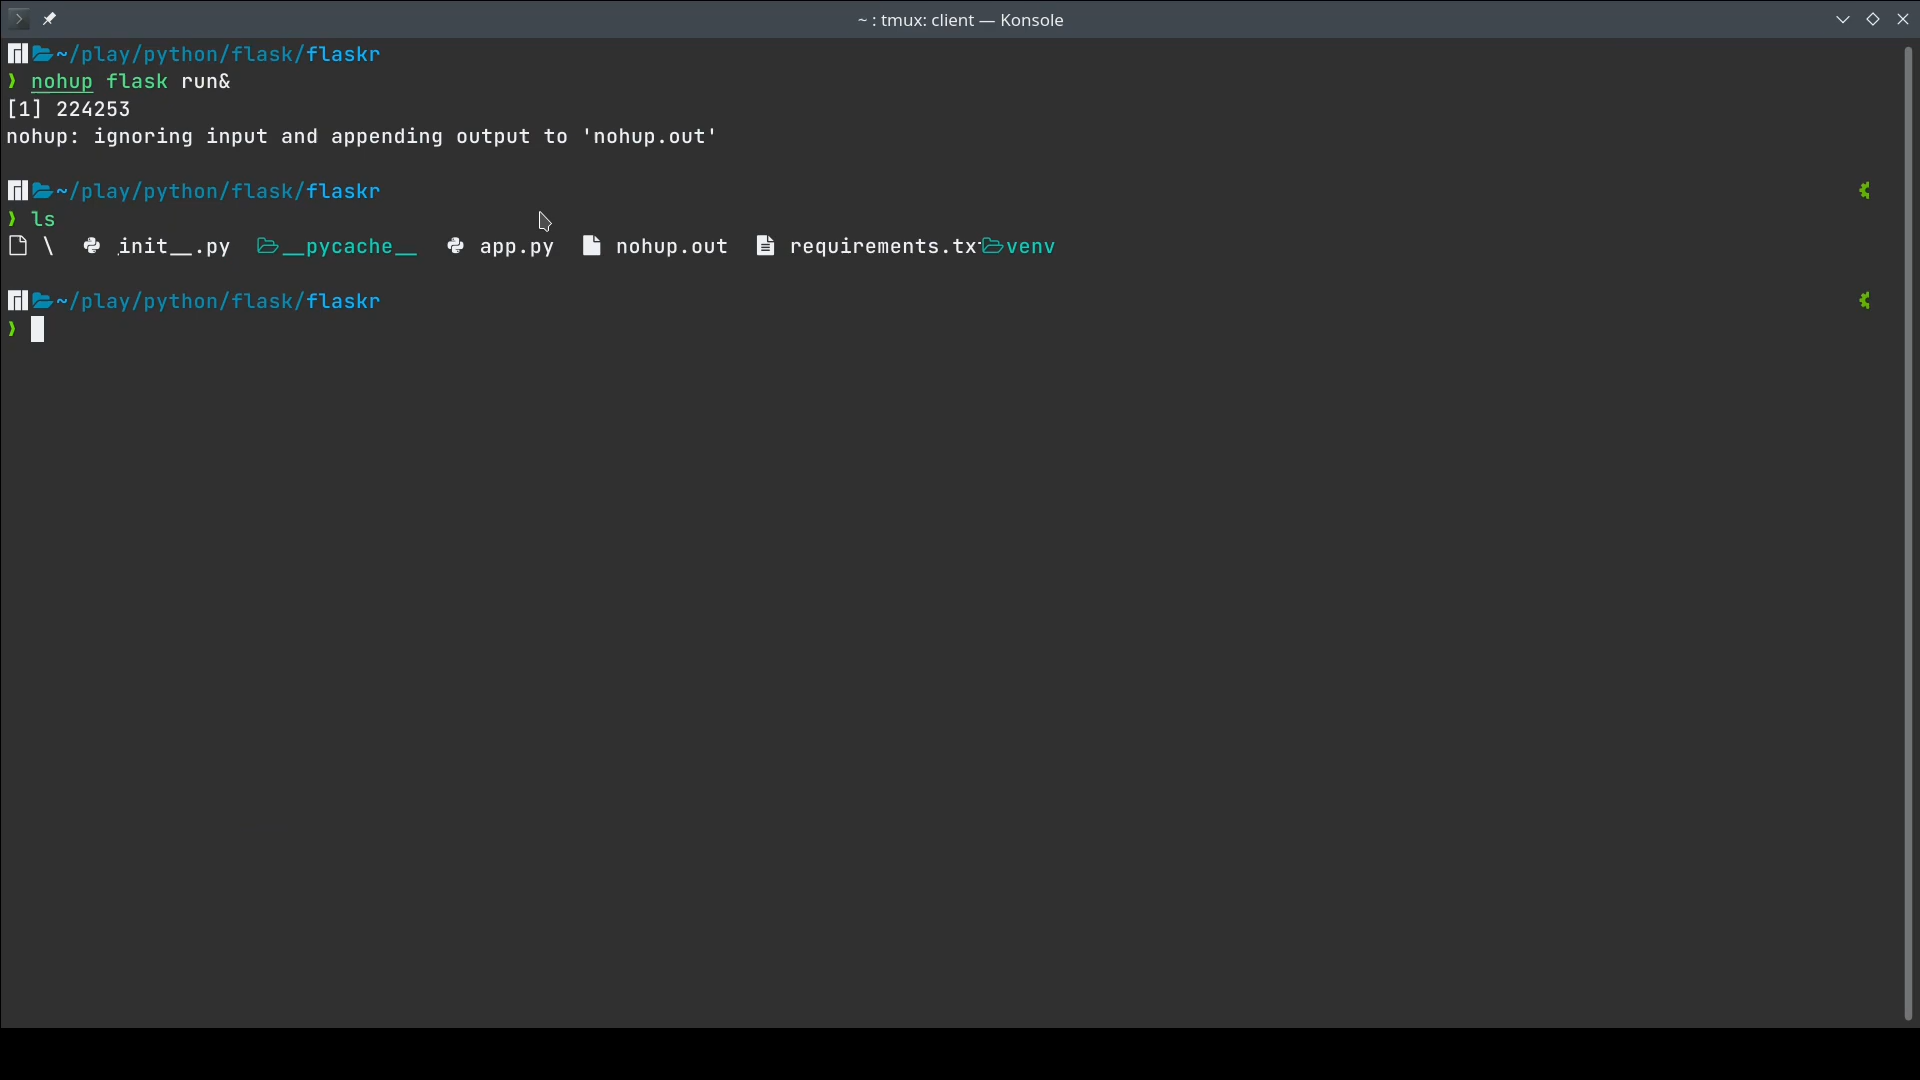 ~ : tmux: client — Konsole
~/play/python/flask/flaskr
❯ nohup flask run&
[1] 224253
nohup: ignoring input and appending output to 'nohup.out'
~/play/python/flask/flaskr
❯ ls
\ init__.py __pycache__ app.py nohup.out requirements.tx venv
~/play/python/flask/flaskr
❯